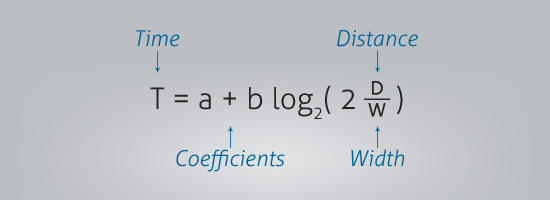 Time Distance
T = a + b log₂( 2 D/W )
Coefficients Width